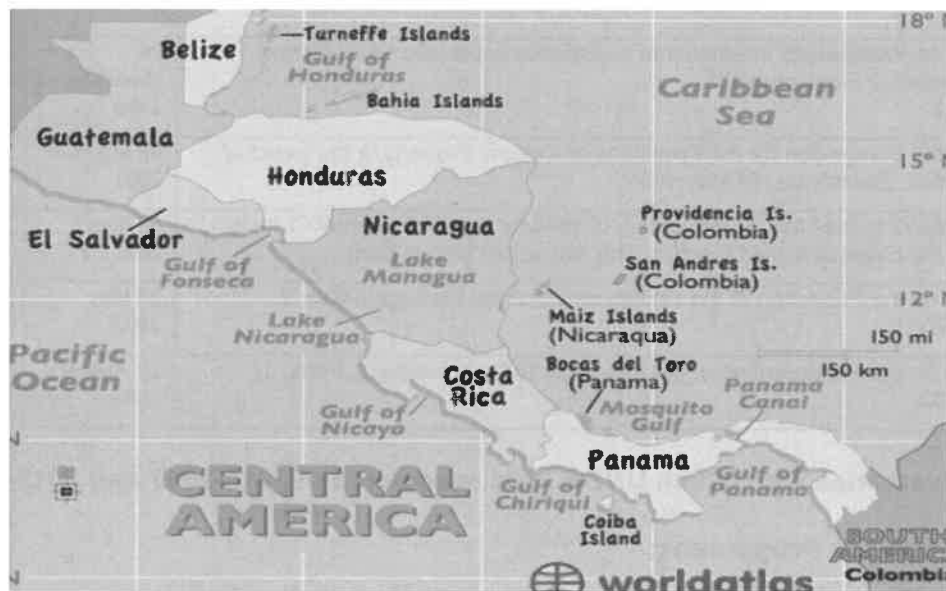 18° N
Belize
Turneffe Islands
Gulf of
Honduras
Bahia Islands
Caribbean
Sea
Guatemala
15° N
Honduras
Nicaragua
Providencia Is.
(Colombia)
El Salvador
Gulf of
Fonseca
Lake
Managua
San Andres Is.
(Colombia)
12° N
Maiz Islands
(Nicaraqua)
Lake
Nicaragua
150 mi
150 km
Pacific
Ocean
Costa
Rica
Bocas del Toro
(Panama)
Panama
Canal
Gulf of
Nicayo
Mosquito
Gulf
Panama
Gulf of
Panama
Gulf of
Chiriqui
CENTRAL
AMERICA
Coiba
Island
SOUTH
AMERICA
Colombia
worldatlas